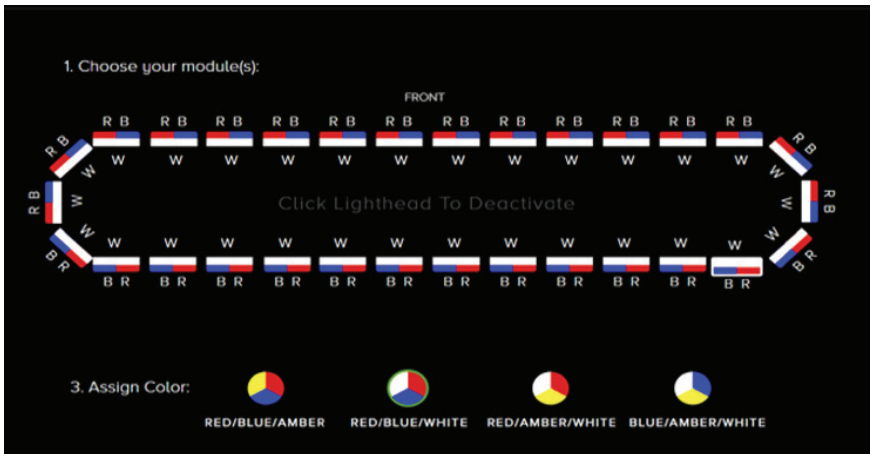 1. Choose your module(s):
FRONT
R B R B R B R B R B R B R B R B R B R B R B R B
R B R B
W W W W W W W W W W W W
W W
R B W Click Lighthead To Deactivate W R B
W W
W W W W W W W W W W W W
B R B R
B R B R B R B R B R B R B R B R B R B R B R B R
3. Assign Color:
RED/BLUE/AMBER RED/BLUE/WHITE RED/AMBER/WHITE BLUE/AMBER/WHITE